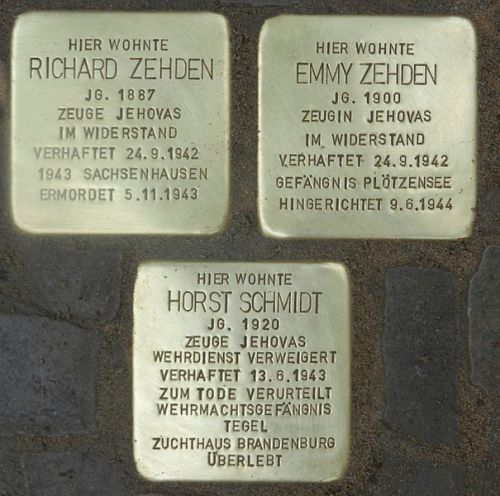 HIER WOHNTE
RICHARD ZEHDEN
JG. 1887
ZEUGE JEHOVAS
IM WIDERSTAND
VERHAFTET 24.9.1942
1943 SACHSENHAUSEN
ERMORDET 5.11.1943
HIER WOHNTE
EMMY ZEHDEN
JG. 1900
ZEUGIN JEHOVAS
IM WIDERSTAND
VERHAFTET 24.9.1942
GEFÄNGNIS PLÖTZENSEE
HINGERICHTET 9.6.1944
HIER WOHNTE
HORST SCHMIDT
JG. 1920
ZEUGE JEHOVAS
WEHRDIENST VERWEIGERT
VERHAFTET 13.6.1943
ZUM TODE VERURTEILT
WEHRMACHTSGEFÄNGNIS
TEGEL
ZUCHTHAUS BRANDENBURG
ÜBERLEBT